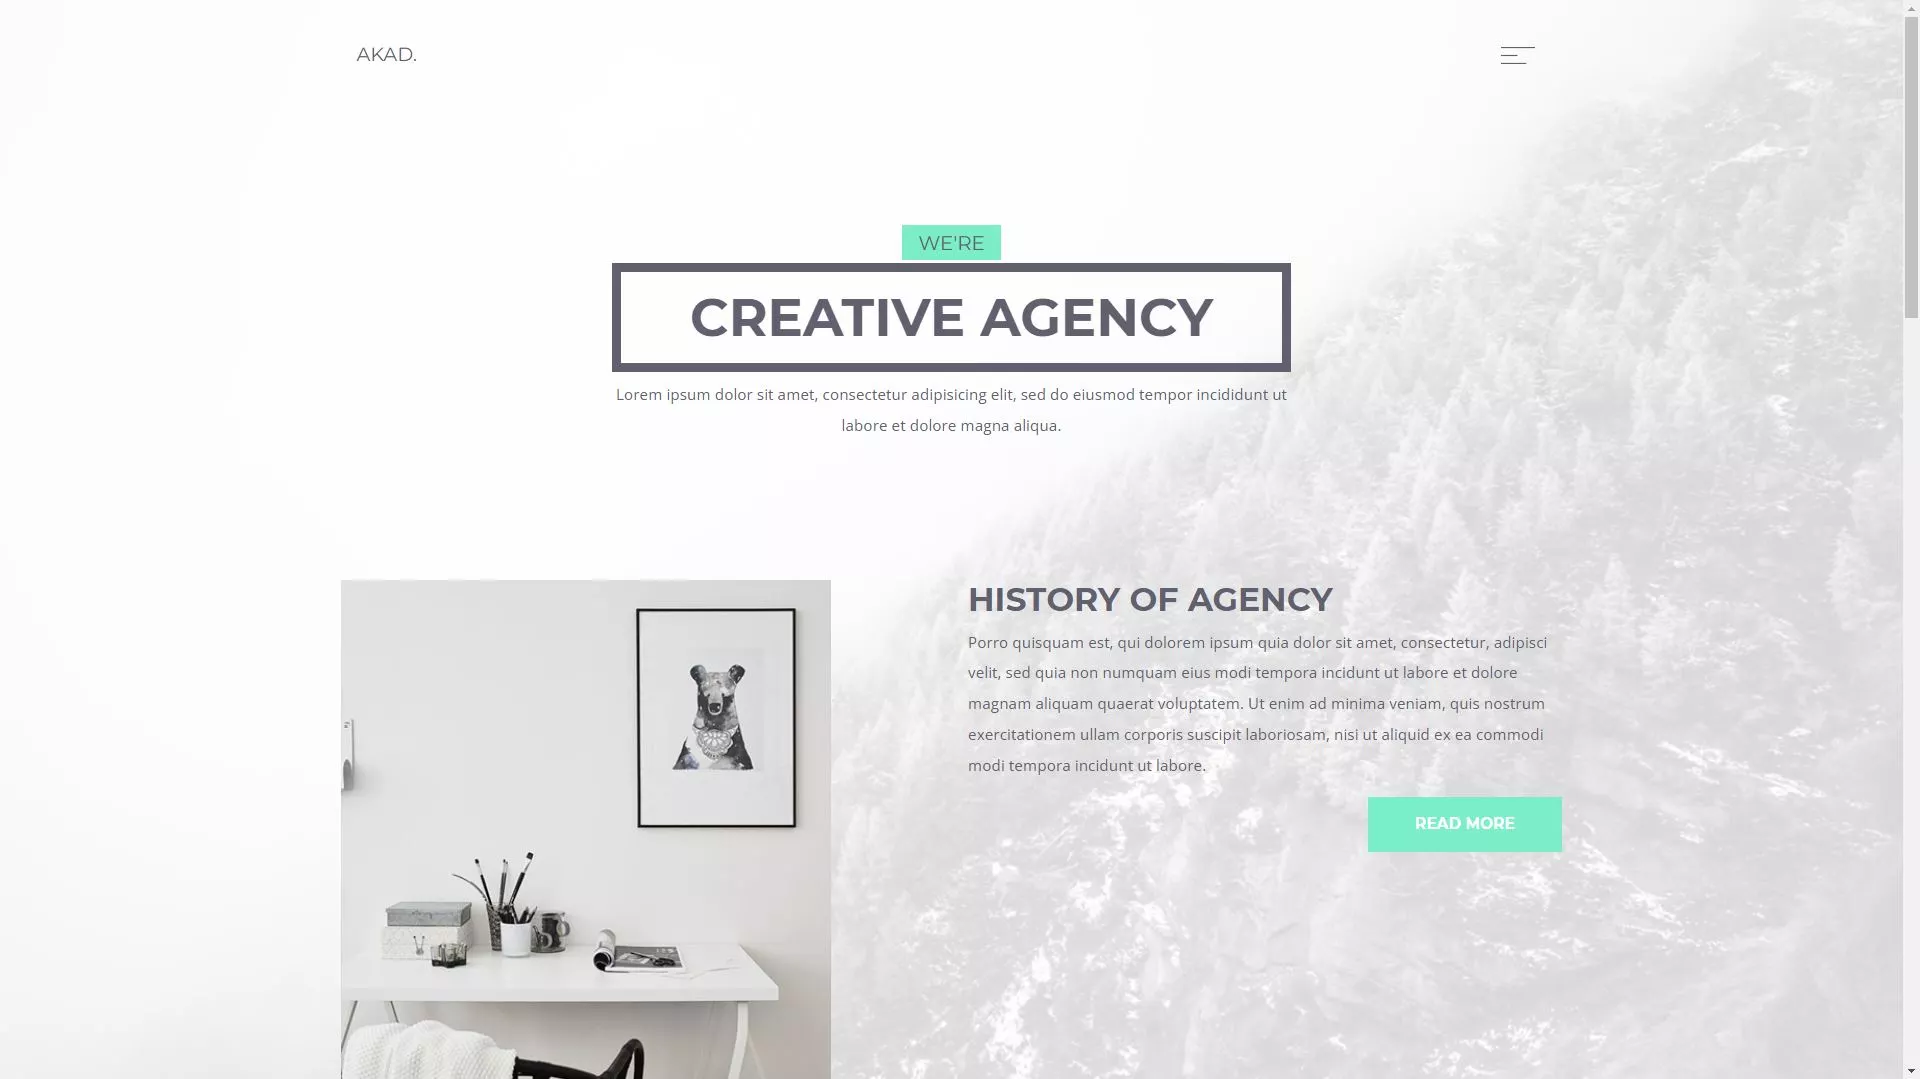 AKAD.
WE'RE
CREATIVE AGENCY
Lorem ipsum dolor sit amet, consectetur adipisicing elit, sed do eiusmod tempor incididunt ut
labore et dolore magna aliqua.
HISTORY OF AGENCY
Porro quisquam est, qui dolorem ipsum quia dolor sit amet, consectetur, adipisci
velit, sed quia non numquam eius modi tempora incidunt ut labore et dolore
magnam aliquam quaerat voluptatem. Ut enim ad minima veniam, quis nostrum
exercitationem ullam corporis suscipit laboriosam, nisi ut aliquid ex ea commodi
modi tempora incidunt ut labore.
READ MORE